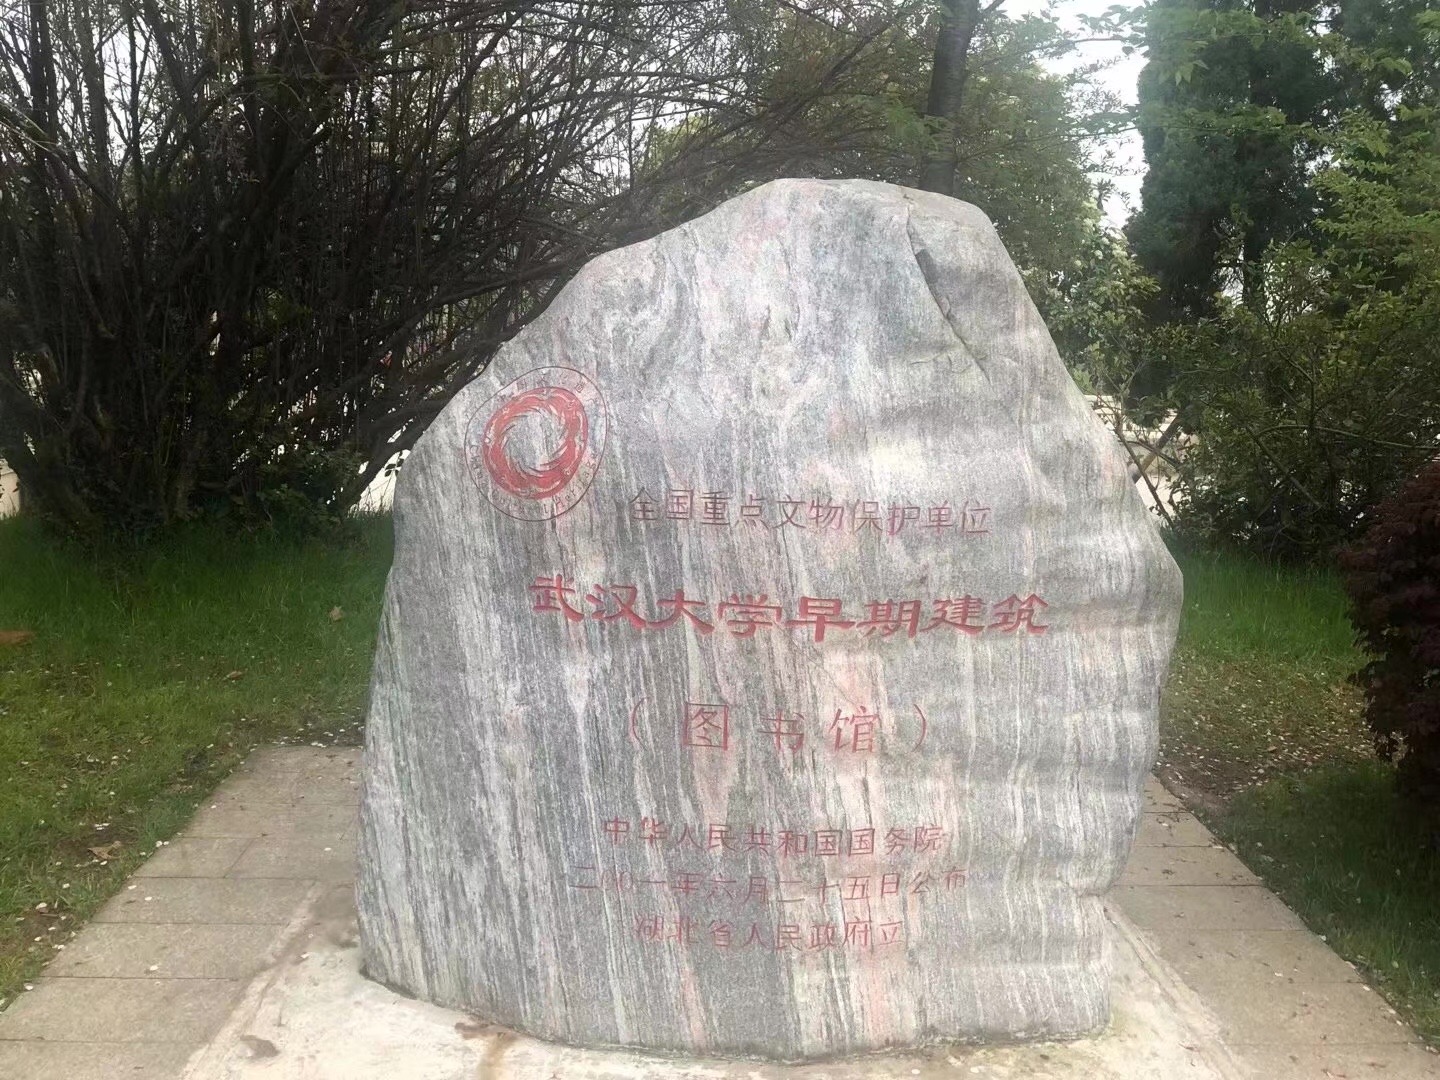 全国重点文物保护单位
武汉大学早期建筑
（图书馆）
中华人民共和国国务院
二00一年六月二十五日公布
湖北省人民政府立